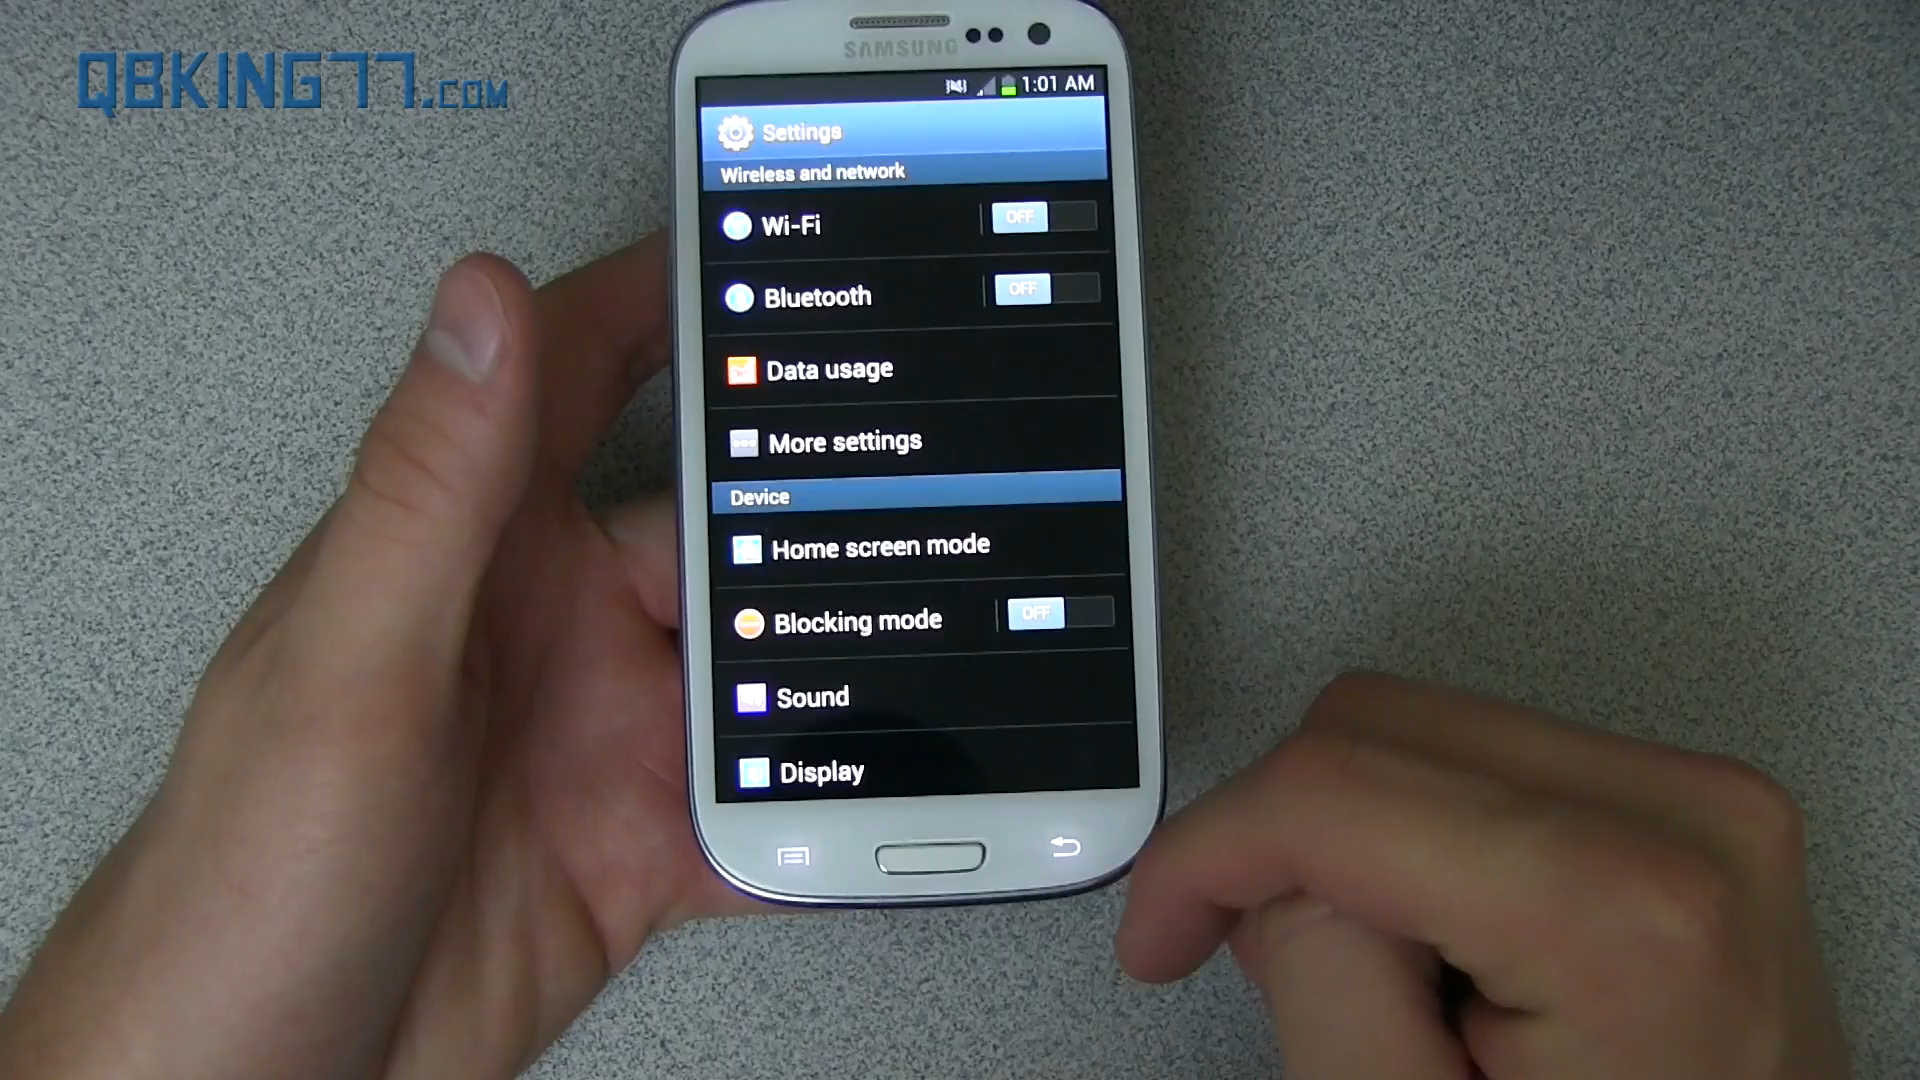 QBKING77.COM
SAMSUNG
1:01 AM
Settings
Wireless and network
Wi-Fi OFF
Bluetooth OFF
Data usage
More settings
Device
Home screen mode
Blocking mode OFF
Sound
Display